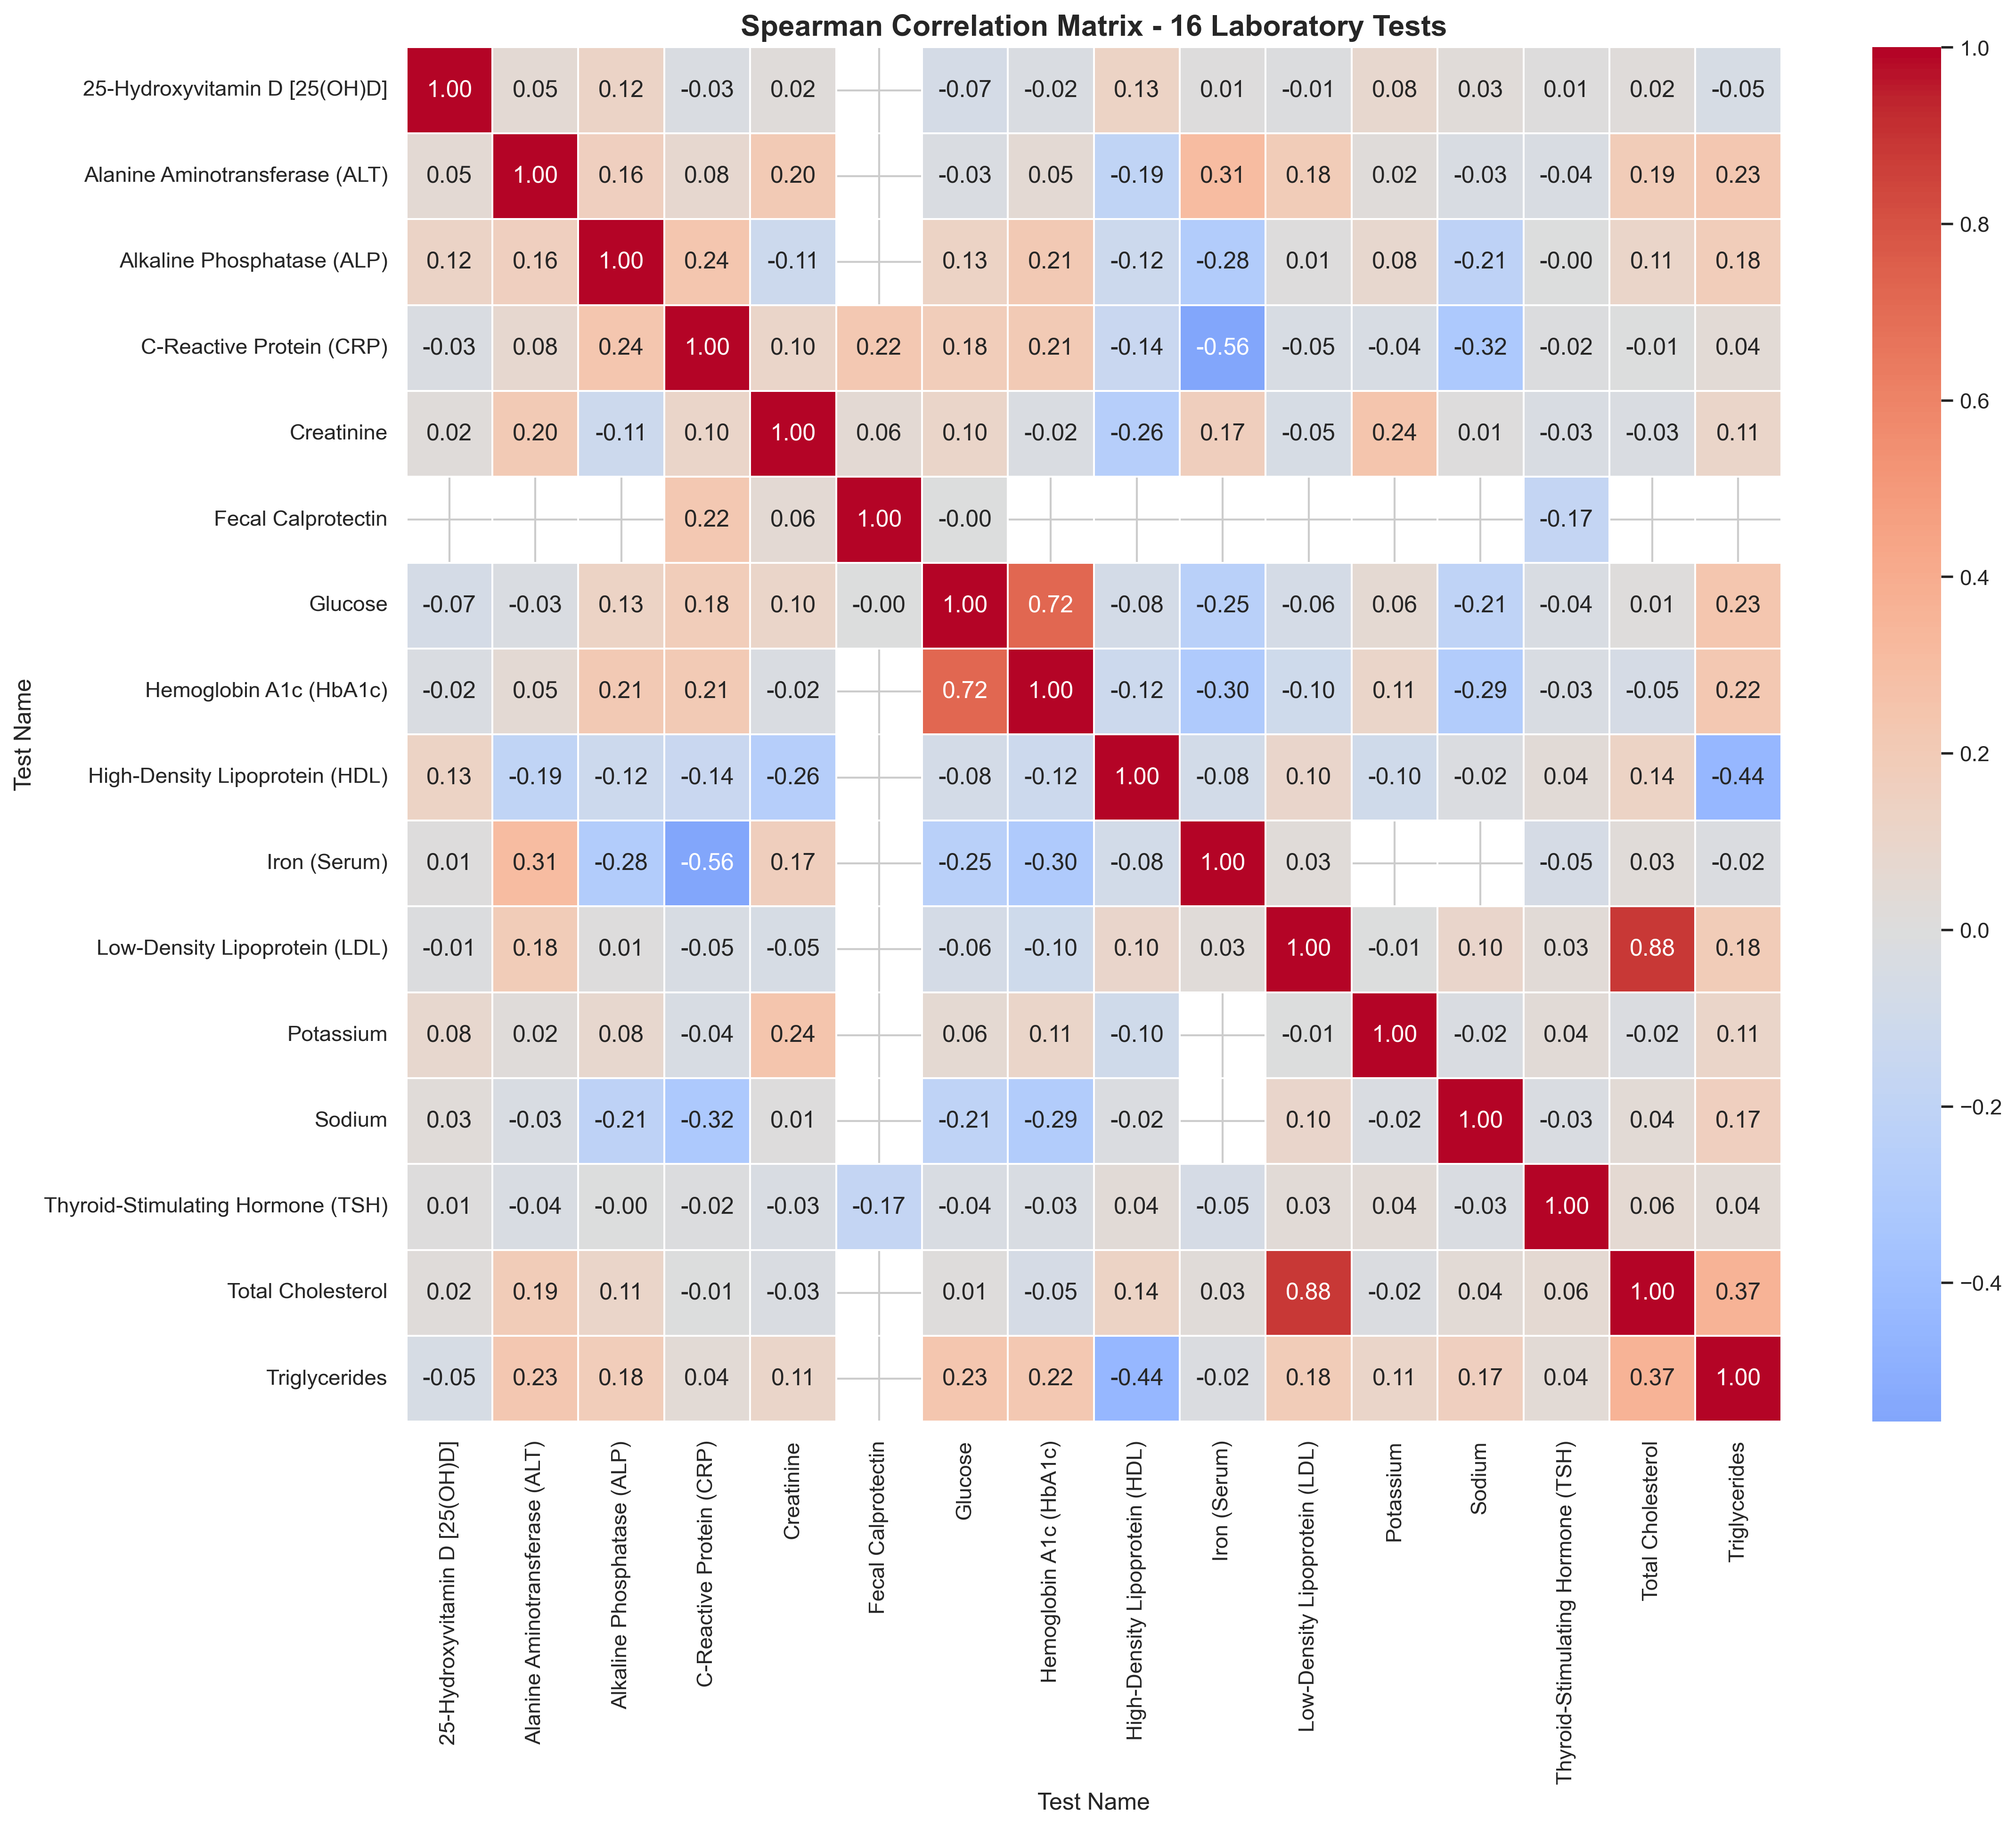 Spearman Correlation Matrix - 16 Laboratory Tests
25-Hydroxyvitamin D [25(OH)D] 1.00 0.05 0.12 -0.03 0.02 -0.07 -0.02 0.13 0.01 -0.01 0.08 0.03 0.01 0.02 -0.05
Alanine Aminotransferase (ALT) 0.05 1.00 0.16 0.08 0.20 -0.03 0.05 -0.19 0.31 0.18 0.02 -0.03 -0.04 0.19 0.23
Alkaline Phosphatase (ALP) 0.12 0.16 1.00 0.24 -0.11 0.13 0.21 -0.12 -0.28 0.01 0.08 -0.21 -0.00 0.11 0.18
C-Reactive Protein (CRP) -0.03 0.08 0.24 1.00 0.10 0.22 0.18 0.21 -0.14 -0.56 -0.05 -0.04 -0.32 -0.02 -0.01 0.04
Creatinine 0.02 0.20 -0.11 0.10 1.00 0.06 0.10 -0.02 -0.26 0.17 -0.05 0.24 0.01 -0.03 -0.03 0.11
Fecal Calprotectin 0.22 0.06 1.00 -0.00 -0.17
Glucose -0.07 -0.03 0.13 0.18 0.10 -0.00 1.00 0.72 -0.08 -0.25 -0.06 0.06 -0.21 -0.04 0.01 0.23
Hemoglobin A1c (HbA1c) -0.02 0.05 0.21 0.21 -0.02 0.72 1.00 -0.12 -0.30 -0.10 0.11 -0.29 -0.03 -0.05 0.22
High-Density Lipoprotein (HDL) 0.13 -0.19 -0.12 -0.14 -0.26 -0.08 -0.12 1.00 -0.08 0.10 -0.10 -0.02 0.04 0.14 -0.44
Iron (Serum) 0.01 0.31 -0.28 -0.56 0.17 -0.25 -0.30 -0.08 1.00 0.03 -0.05 0.03 -0.02
Low-Density Lipoprotein (LDL) -0.01 0.18 0.01 -0.05 -0.05 -0.06 -0.10 0.10 0.03 1.00 -0.01 0.10 0.03 0.88 0.18
Potassium 0.08 0.02 0.08 -0.04 0.24 0.06 0.11 -0.10 -0.01 1.00 -0.02 0.04 -0.02 0.11
Sodium 0.03 -0.03 -0.21 -0.32 0.01 -0.21 -0.29 -0.02 0.10 -0.02 1.00 -0.03 0.04 0.17
Thyroid-Stimulating Hormone (TSH) 0.01 -0.04 -0.00 -0.02 -0.03 -0.17 -0.04 -0.03 0.04 -0.05 0.03 0.04 -0.03 1.00 0.06 0.04
Total Cholesterol 0.02 0.19 0.11 -0.01 -0.03 0.01 -0.05 0.14 0.03 0.88 -0.02 0.04 0.06 1.00 0.37
Triglycerides -0.05 0.23 0.18 0.04 0.11 0.23 0.22 -0.44 -0.02 0.18 0.11 0.17 0.04 0.37 1.00
Test Name
25-Hydroxyvitamin D [25(OH)D]
Alanine Aminotransferase (ALT)
Alkaline Phosphatase (ALP)
C-Reactive Protein (CRP)
Creatinine
Fecal Calprotectin
Glucose
Hemoglobin A1c (HbA1c)
High-Density Lipoprotein (HDL)
Iron (Serum)
Low-Density Lipoprotein (LDL)
Potassium
Sodium
Thyroid-Stimulating Hormone (TSH)
Total Cholesterol
Triglycerides
Test Name
1.0
0.8
0.6
0.4
0.2
0.0
−0.2
−0.4